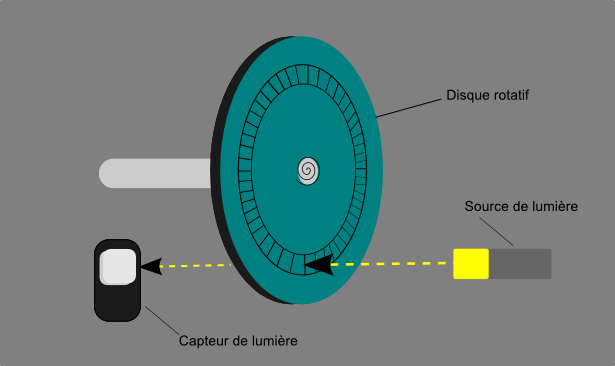 Disque rotatif
Source de lumière
Capteur de lumière